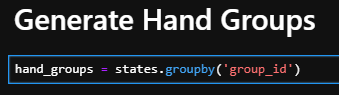 Generate Hand Groups
hand_groups = states.groupby('group_id')